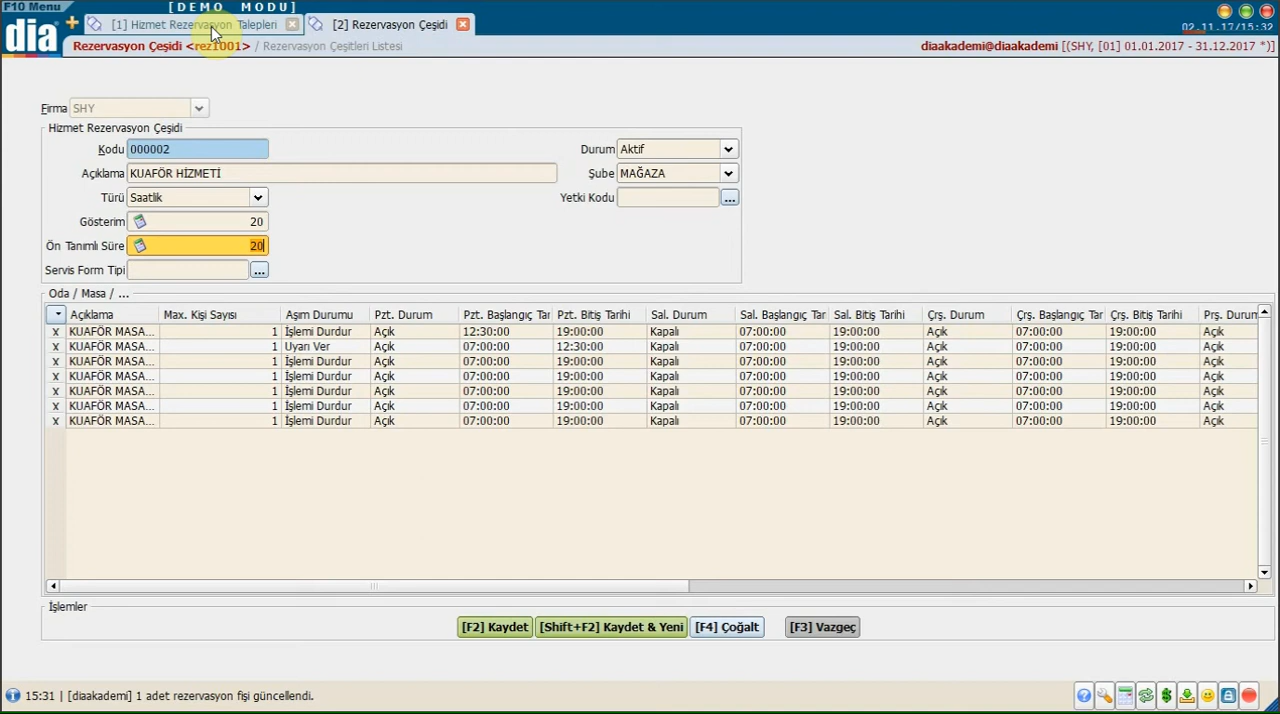 F10 Menu [DEMO MODU]
dia + [1] Hizmet Rezervasyon Talepleri [2] Rezervasyon Çeşidi 02-11-17/15:32
Rezervasyon Çeşidi <rez1001> / Rezervasyon Çeşitleri Listesi diaakademi@diaakademi [(SHY, [01] 01.01.2017 - 31.12.2017 *)]
Firma SHY
Hizmet Rezervasyon Çeşidi
Kodu 000002 Durum Aktif
Açıklama KUAFÖR HİZMETİ Şube MAĞAZA
Türü Saatlik Yetki Kodu ...
Gösterim 20
Ön Tanımlı Süre 20
Servis Form Tipi ...
Oda / Masa / ...
Açıklama Max. Kişi Sayısı Aşım Durumu Pzt. Durum Pzt. Başlangıç Tar Pzt. Bitiş Tarihi Sal. Durum Sal. Başlangıç Tar Sal. Bitiş Tarihi Çrş. Durum Çrş. Başlangıç Tar Çrş. Bitiş Tarihi Prş. Durum
x KUAFÖR MASA... 1 İşlemi Durdur Açık 12:30:00 19:00:00 Kapalı 07:00:00 19:00:00 Açık 07:00:00 19:00:00 Açık
x KUAFÖR MASA... 1 Uyarı Ver Açık 07:00:00 12:30:00 Kapalı 07:00:00 19:00:00 Açık 07:00:00 19:00:00 Açık
x KUAFÖR MASA... 1 İşlemi Durdur Açık 07:00:00 19:00:00 Kapalı 07:00:00 19:00:00 Açık 07:00:00 19:00:00 Açık
x KUAFÖR MASA... 1 İşlemi Durdur Açık 07:00:00 19:00:00 Kapalı 07:00:00 19:00:00 Açık 07:00:00 19:00:00 Açık
x KUAFÖR MASA... 1 İşlemi Durdur Açık 07:00:00 19:00:00 Kapalı 07:00:00 19:00:00 Açık 07:00:00 19:00:00 Açık
x KUAFÖR MASA... 1 İşlemi Durdur Açık 07:00:00 19:00:00 Kapalı 07:00:00 19:00:00 Açık 07:00:00 19:00:00 Açık
x KUAFÖR MASA... 1 İşlemi Durdur Açık 07:00:00 19:00:00 Kapalı 07:00:00 19:00:00 Açık 07:00:00 19:00:00 Açık
İşlemler
[F2] Kaydet [Shift+F2] Kaydet & Yeni [F4] Çoğalt [F3] Vazgeç
15:31 | [diaakademi] 1 adet rezervasyon fişi güncellendi.